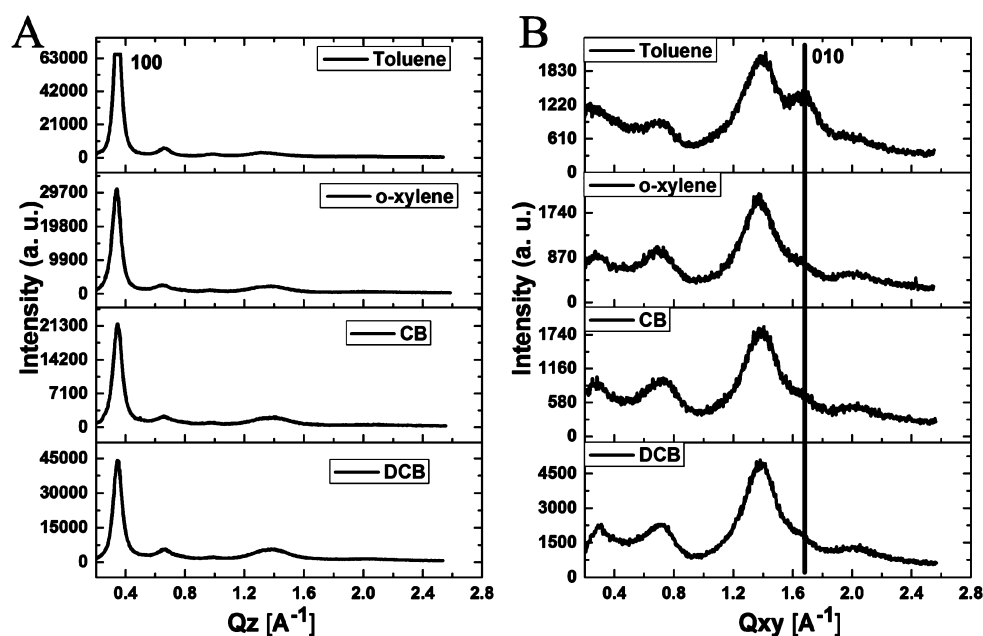 A
Intensity (a. u.)
63000
42000
21000
0
100
Toluene
29700
19800
9900
0
o-xylene
21300
14200
7100
0
CB
45000
30000
15000
0
DCB
0.4 0.8 1.2 1.6 2.0 2.4 2.8
Qz [A⁻¹]
B
Intensity (a. u.)
1830
1220
610
0
Toluene
010
1740
870
0
o-xylene
1740
1160
580
0
CB
4500
3000
1500
0
DCB
0.4 0.8 1.2 1.6 2.0 2.4 2.8
Qxy [A⁻¹]